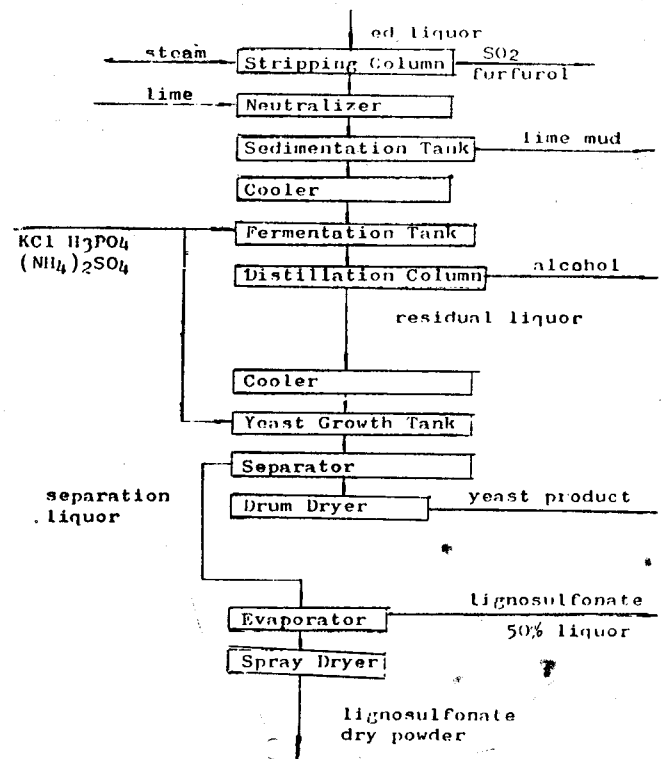 ed liquor
steam
Stripping Column
SO2
furfurol
lime
Neutralizer
Sedimentation Tank
lime mud
Cooler
KCl H3PO4
(NH4)2SO4
Fermentation Tank
Distillation Column
alcohol
residual liquor
Cooler
Yeast Growth Tank
Separator
separation
liquor
Drum Dryer
yeast product
Evaporator
lignosulfonate
50% liquor
Spray Dryer
lignosulfonate
dry powder